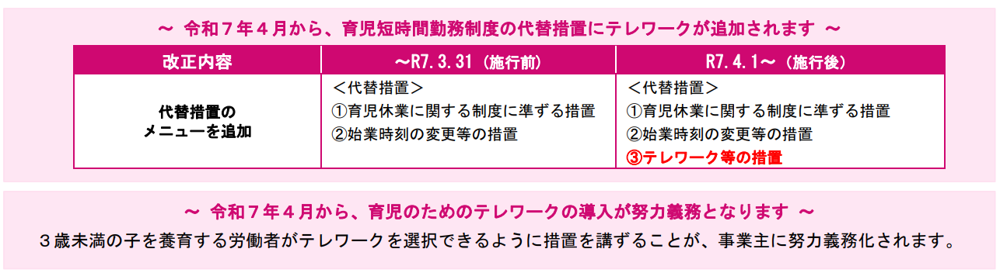 ～ 令和７年４月から、育児短時間勤務制度の代替措置にテレワークが追加されます ～
改正内容
～R7.3.31（施行前）
R7.4.1～（施行後）
代替措置の
メニューを追加
＜代替措置＞
①育児休業に関する制度に準ずる措置
②始業時刻の変更等の措置
＜代替措置＞
①育児休業に関する制度に準ずる措置
②始業時刻の変更等の措置
③テレワーク等の措置
～ 令和７年４月から、育児のためのテレワークの導入が努力義務となります ～
３歳未満の子を養育する労働者がテレワークを選択できるように措置を講ずることが、事業主に努力義務化されます。